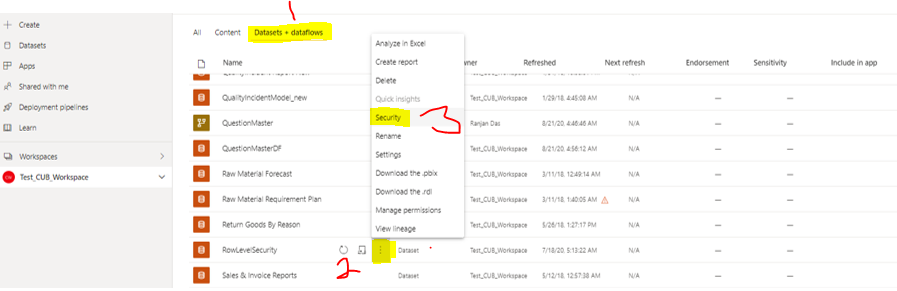 1
Create
Datasets
Apps
Shared with me
Deployment pipelines
Learn
Workspaces
Test_CUB_Workspace
All Content Datasets + dataflows
Name wner Refreshed Next refresh Endorsement Sensitivity Include in app
Analyze in Excel
Create report
Delete
Quick insights
Security 3
Rename
Settings
Download the .pbix
Download the .rdl
Manage permissions
View lineage
QualityIncidentModel_new Test_CUB_Workspace 1/29/18, 4:45:08 AM N/A — —
QuestionMaster Ranjan Das 8/21/20, 4:46:46 AM N/A — —
QuestionMasterDF Test_CUB_Workspace 8/21/20, 4:56:12 AM N/A — —
Raw Material Forecast Test_CUB_Workspace 3/11/18, 12:49:14 AM N/A — —
Raw Material Requirement Plan Test_CUB_Workspace 3/11/18, 1:40:05 AM N/A — —
Return Goods By Reason Test_CUB_Workspace 5/26/18, 1:27:17 PM N/A — —
RowLevelSecurity Dataset Test_CUB_Workspace 7/18/20, 5:13:22 AM N/A — —
2
Sales & Invoice Reports Dataset Test_CUB_Workspace 5/12/18, 12:57:38 AM N/A — —